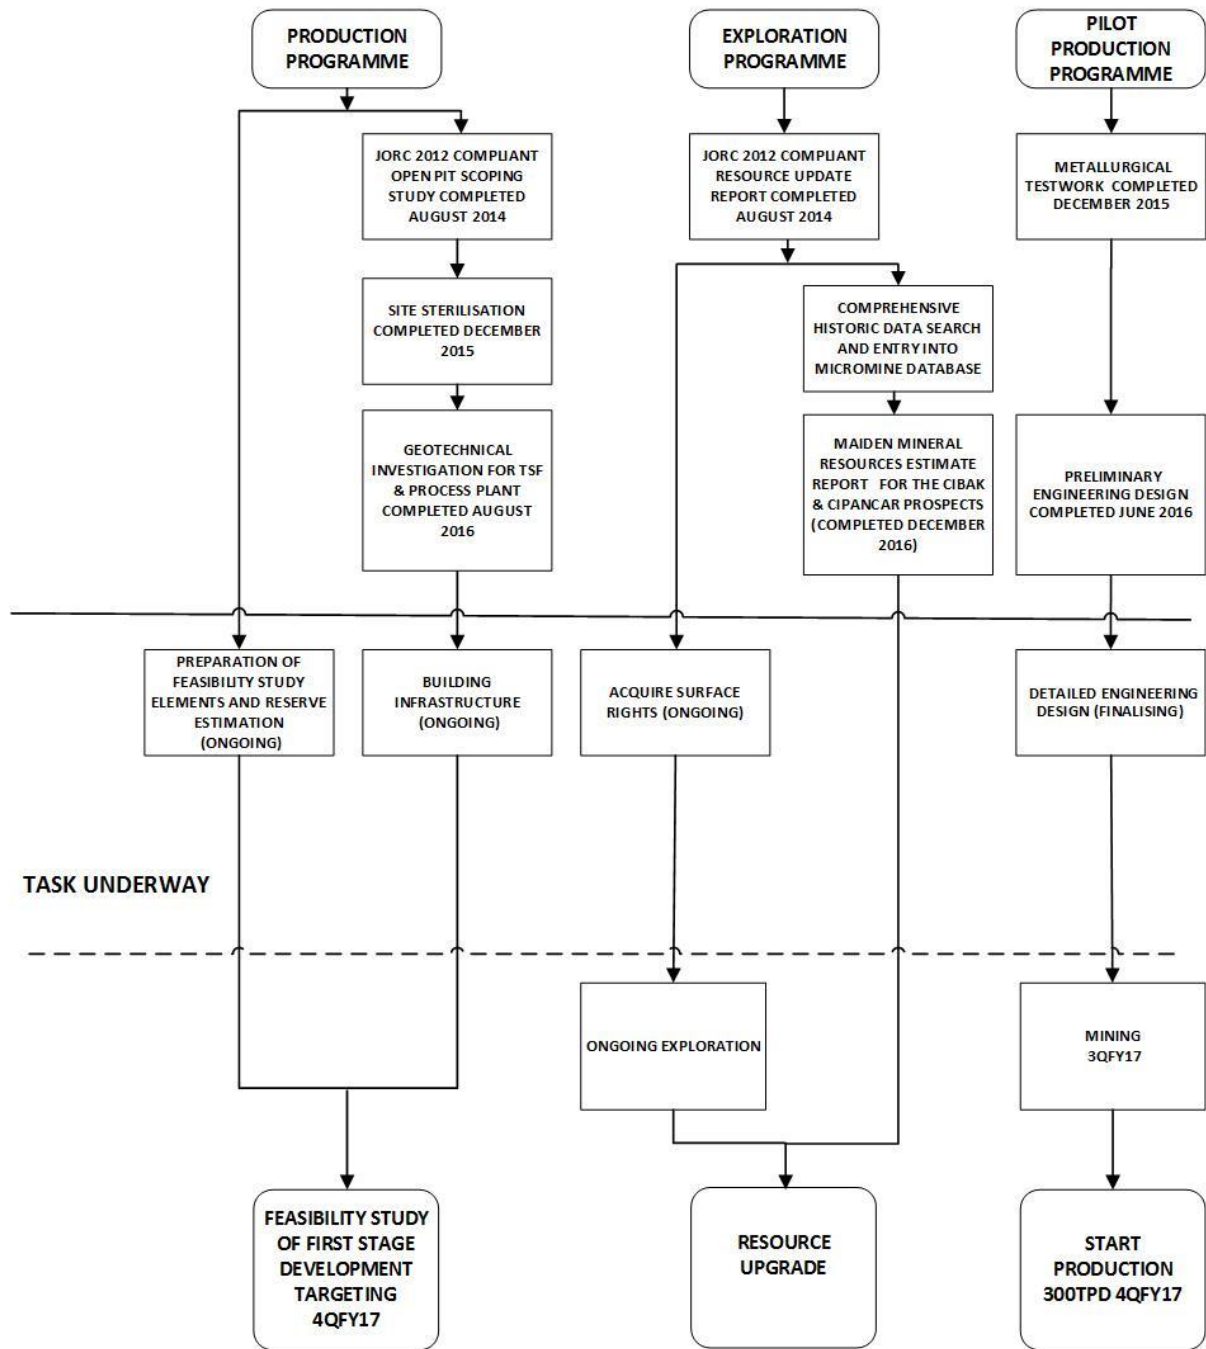 PRODUCTION
PROGRAMME
EXPLORATION
PROGRAMME
PILOT
PRODUCTION
PROGRAMME
JORC 2012 COMPLIANT
OPEN PIT SCOPING
STUDY COMPLETED
AUGUST 2014
JORC 2012 COMPLIANT
RESOURCE UPDATE
REPORT COMPLETED
AUGUST 2014
METALLURGICAL
TESTWORK COMPLETED
DECEMBER 2015
SITE STERILISATION
COMPLETED DECEMBER
2015
COMPREHENSIVE
HISTORIC DATA SEARCH
AND ENTRY INTO
MICROMINE DATABASE
GEOTECHNICAL
INVESTIGATION FOR TSF
& PROCESS PLANT
COMPLETED AUGUST
2016
MAIDEN MINERAL
RESOURCES ESTIMATE
REPORT FOR THE CIBAK
& CIPANCAR PROSPECTS
(COMPLETED DECEMBER
2016)
PRELIMINARY
ENGINEERING DESIGN
COMPLETED JUNE 2016
PREPARATION OF
FEASIBILITY STUDY
ELEMENTS AND RESERVE
ESTIMATION
(ONGOING)
BUILDING
INFRASTRUCTURE
(ONGOING)
ACQUIRE SURFACE
RIGHTS (ONGOING)
DETAILED ENGINEERING
DESIGN (FINALISING)
TASK UNDERWAY
ONGOING EXPLORATION
MINING
3QFY17
FEASIBILITY STUDY
OF FIRST STAGE
DEVELOPMENT
TARGETING
4QFY17
RESOURCE
UPGRADE
START
PRODUCTION
300TPD 4QFY17